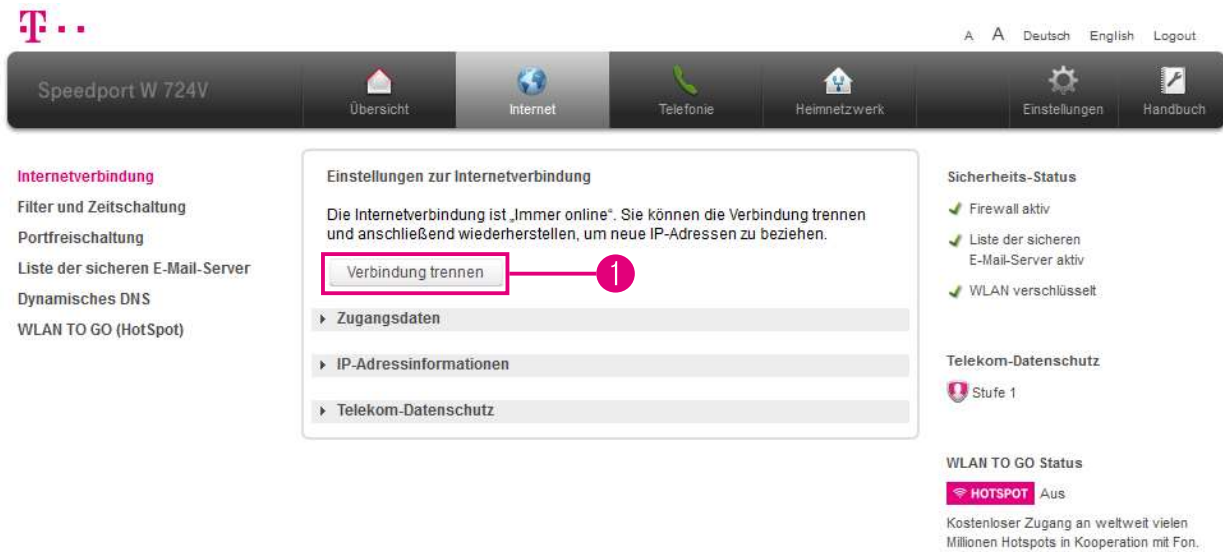 T
A A Deutsch English Logout
Speedport W 724V
Übersicht
Internet
Telefonie
Heimnetzwerk
Einstellungen
Handbuch
Internetverbindung
Filter und Zeitschaltung
Portfreischaltung
Liste der sicheren E-Mail-Server
Dynamisches DNS
WLAN TO GO (HotSpot)
Einstellungen zur Internetverbindung
Die Internetverbindung ist „Immer online“. Sie können die Verbindung trennen
und anschließend wiederherstellen, um neue IP-Adressen zu beziehen.
Verbindung trennen
1
Zugangsdaten
IP-Adressinformationen
Telekom-Datenschutz
Sicherheits-Status
Firewall aktiv
Liste der sicheren
E-Mail-Server aktiv
WLAN verschlüsselt
Telekom-Datenschutz
Stufe 1
WLAN TO GO Status
HOTSPOT Aus
Kostenloser Zugang an weltweit vielen
Millionen Hotspots in Kooperation mit Fon.